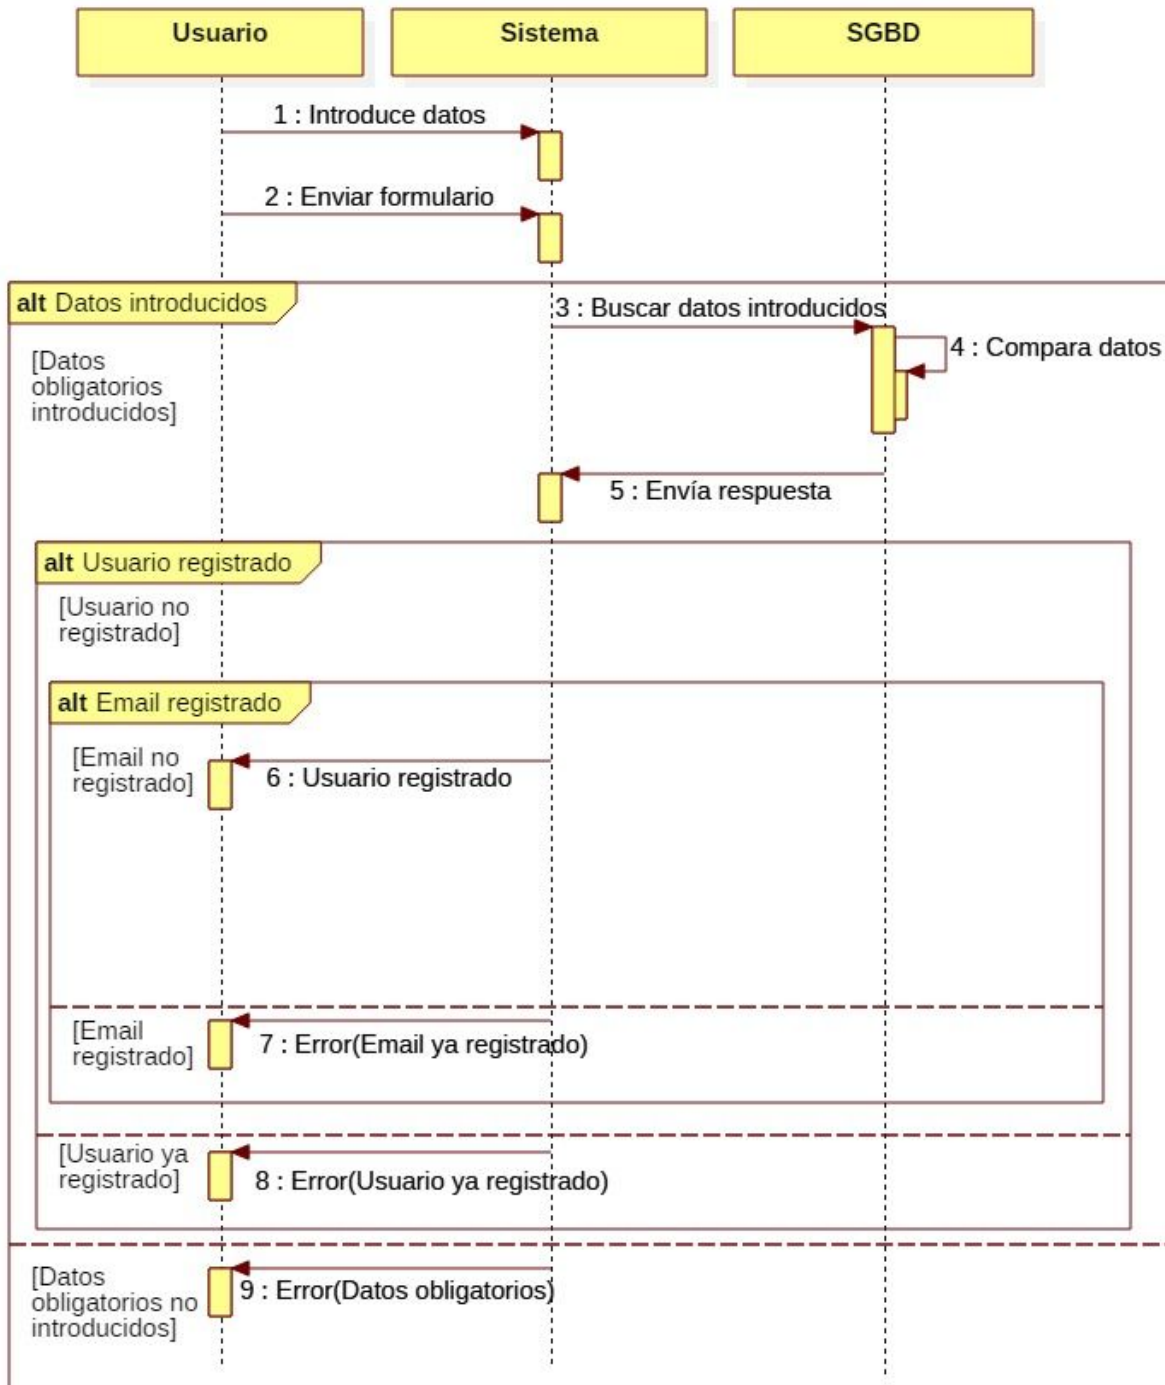 Usuario
Sistema
SGBD
1 : Introduce datos
2 : Enviar formulario
alt Datos introducidos
3 : Buscar datos introducidos
[Datos
obligatorios
introducidos]
4 : Compara datos
5 : Envía respuesta
alt Usuario registrado
[Usuario no
registrado]
alt Email registrado
[Email no
registrado]
6 : Usuario registrado
[Email
registrado]
7 : Error(Email ya registrado)
[Usuario ya
registrado]
8 : Error(Usuario ya registrado)
[Datos
obligatorios no
introducidos]
9 : Error(Datos obligatorios)